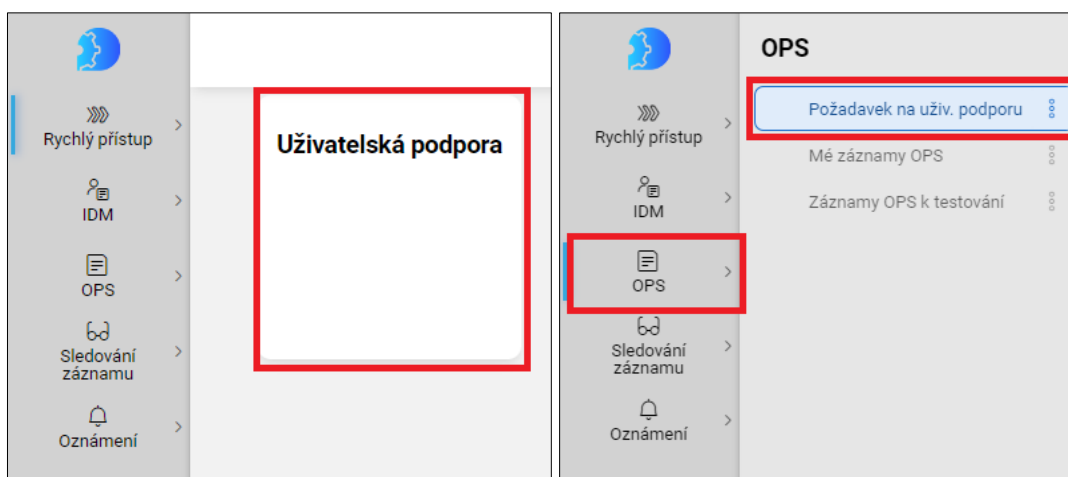 Rychlý přístup
IDM
OPS
Sledování
záznamu
Oznámení
Uživatelská podpora
Rychlý přístup
IDM
OPS
Sledování
záznamu
Oznámení
OPS
Požadavek na uživ. podporu
Mé záznamy OPS
Záznamy OPS k testování